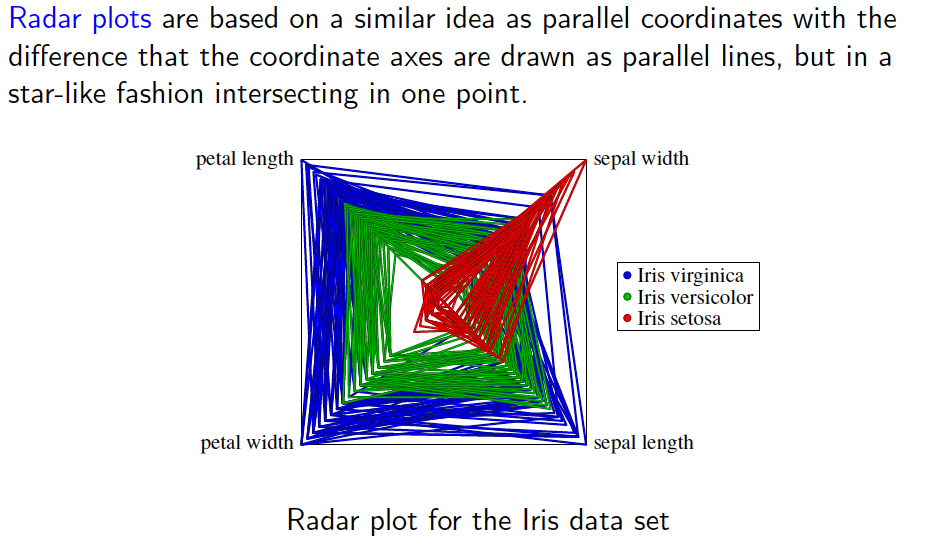 Radar plots are based on a similar idea as parallel coordinates with the
difference that the coordinate axes are drawn as parallel lines, but in a
star-like fashion intersecting in one point.
petal length
sepal width
Iris virginica
Iris versicolor
Iris setosa
petal width
sepal length
Radar plot for the Iris data set